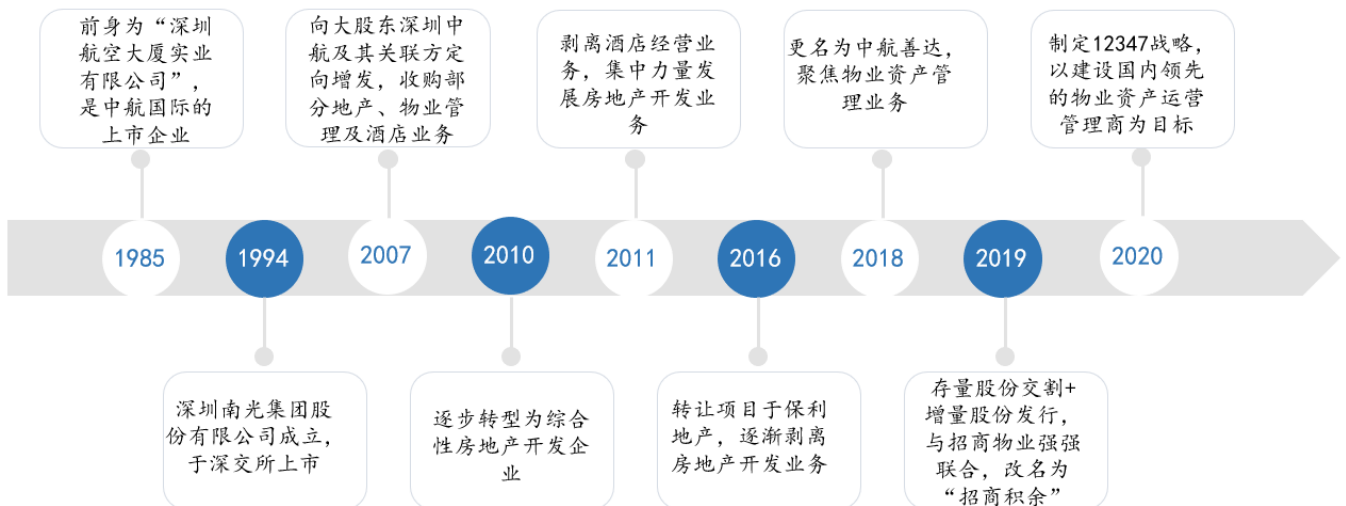 前身为“深圳
航空大厦实业
有限公司”，
是中航国际的
上市企业
向大股东深圳中
航及其关联方定
向增发，收购部
分地产、物业管
理及酒店业务
剥离酒店经营业
务，集中力量发
展房地产开发业
务
更名为中航善达，
聚焦物业资产管
理业务
制定12347战略，
以建设国内领先
的物业资产运营
管理商为目标
1985
1994
2007
2010
2011
2016
2018
2019
2020
深圳南光集团股
份有限公司成立，
于深交所上市
逐步转型为综合
性房地产开发企
业
转让项目于保利
地产，逐渐剥离
房地产开发业务
存量股份交割+
增量股份发行，
与招商物业强强
联合，改名为
“招商积余”